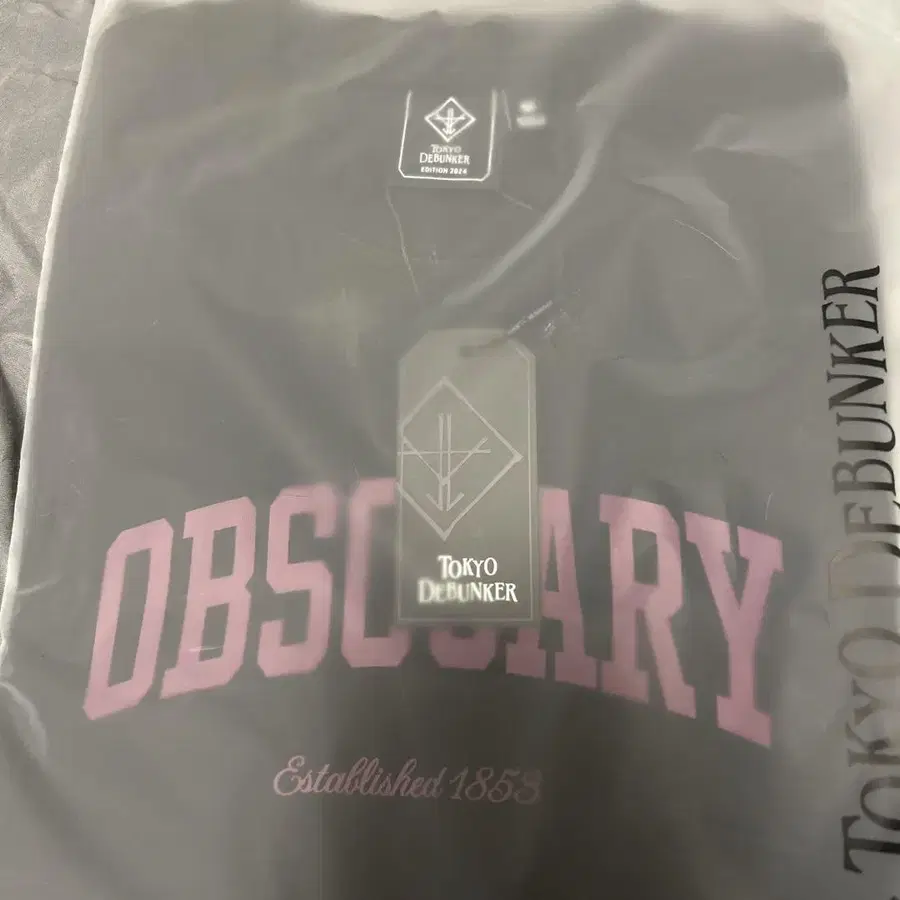 TOKYO
DEBUNKER
EDITION 2024
TOKYO
DEBUNKER
OBSCUARY
Established 1858
TOKYO DEBUNKER